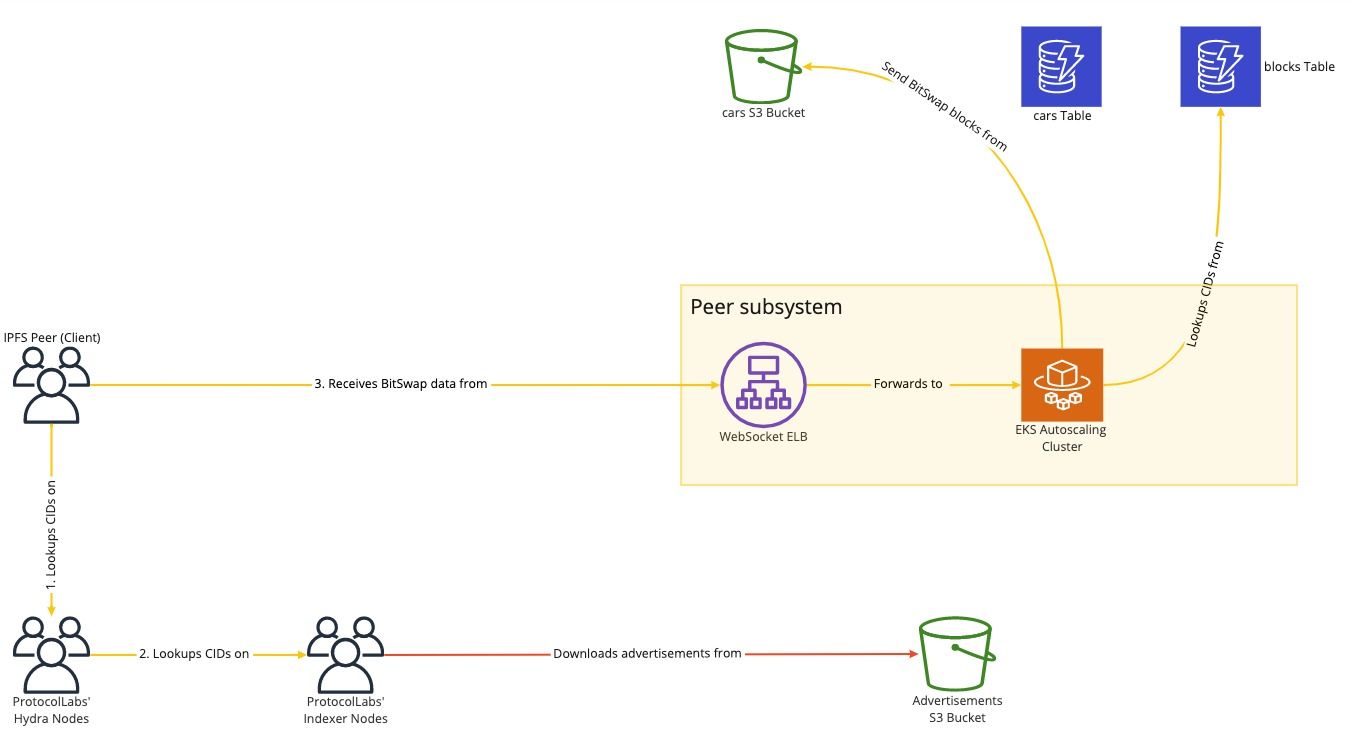 Send BitSwap blocks from
blocks Table
cars S3 Bucket
cars Table
Lookups CIDs from
Peer subsystem
IPFS Peer (Client)
3. Receives BitSwap data from
Forwards to
WebSocket ELB
EKS Autoscaling
Cluster
1. Lookups CIDs on
2. Lookups CIDs on
Downloads advertisements from
ProtocolLabs'
Hydra Nodes
ProtocolLabs'
Indexer Nodes
Advertisements
S3 Bucket